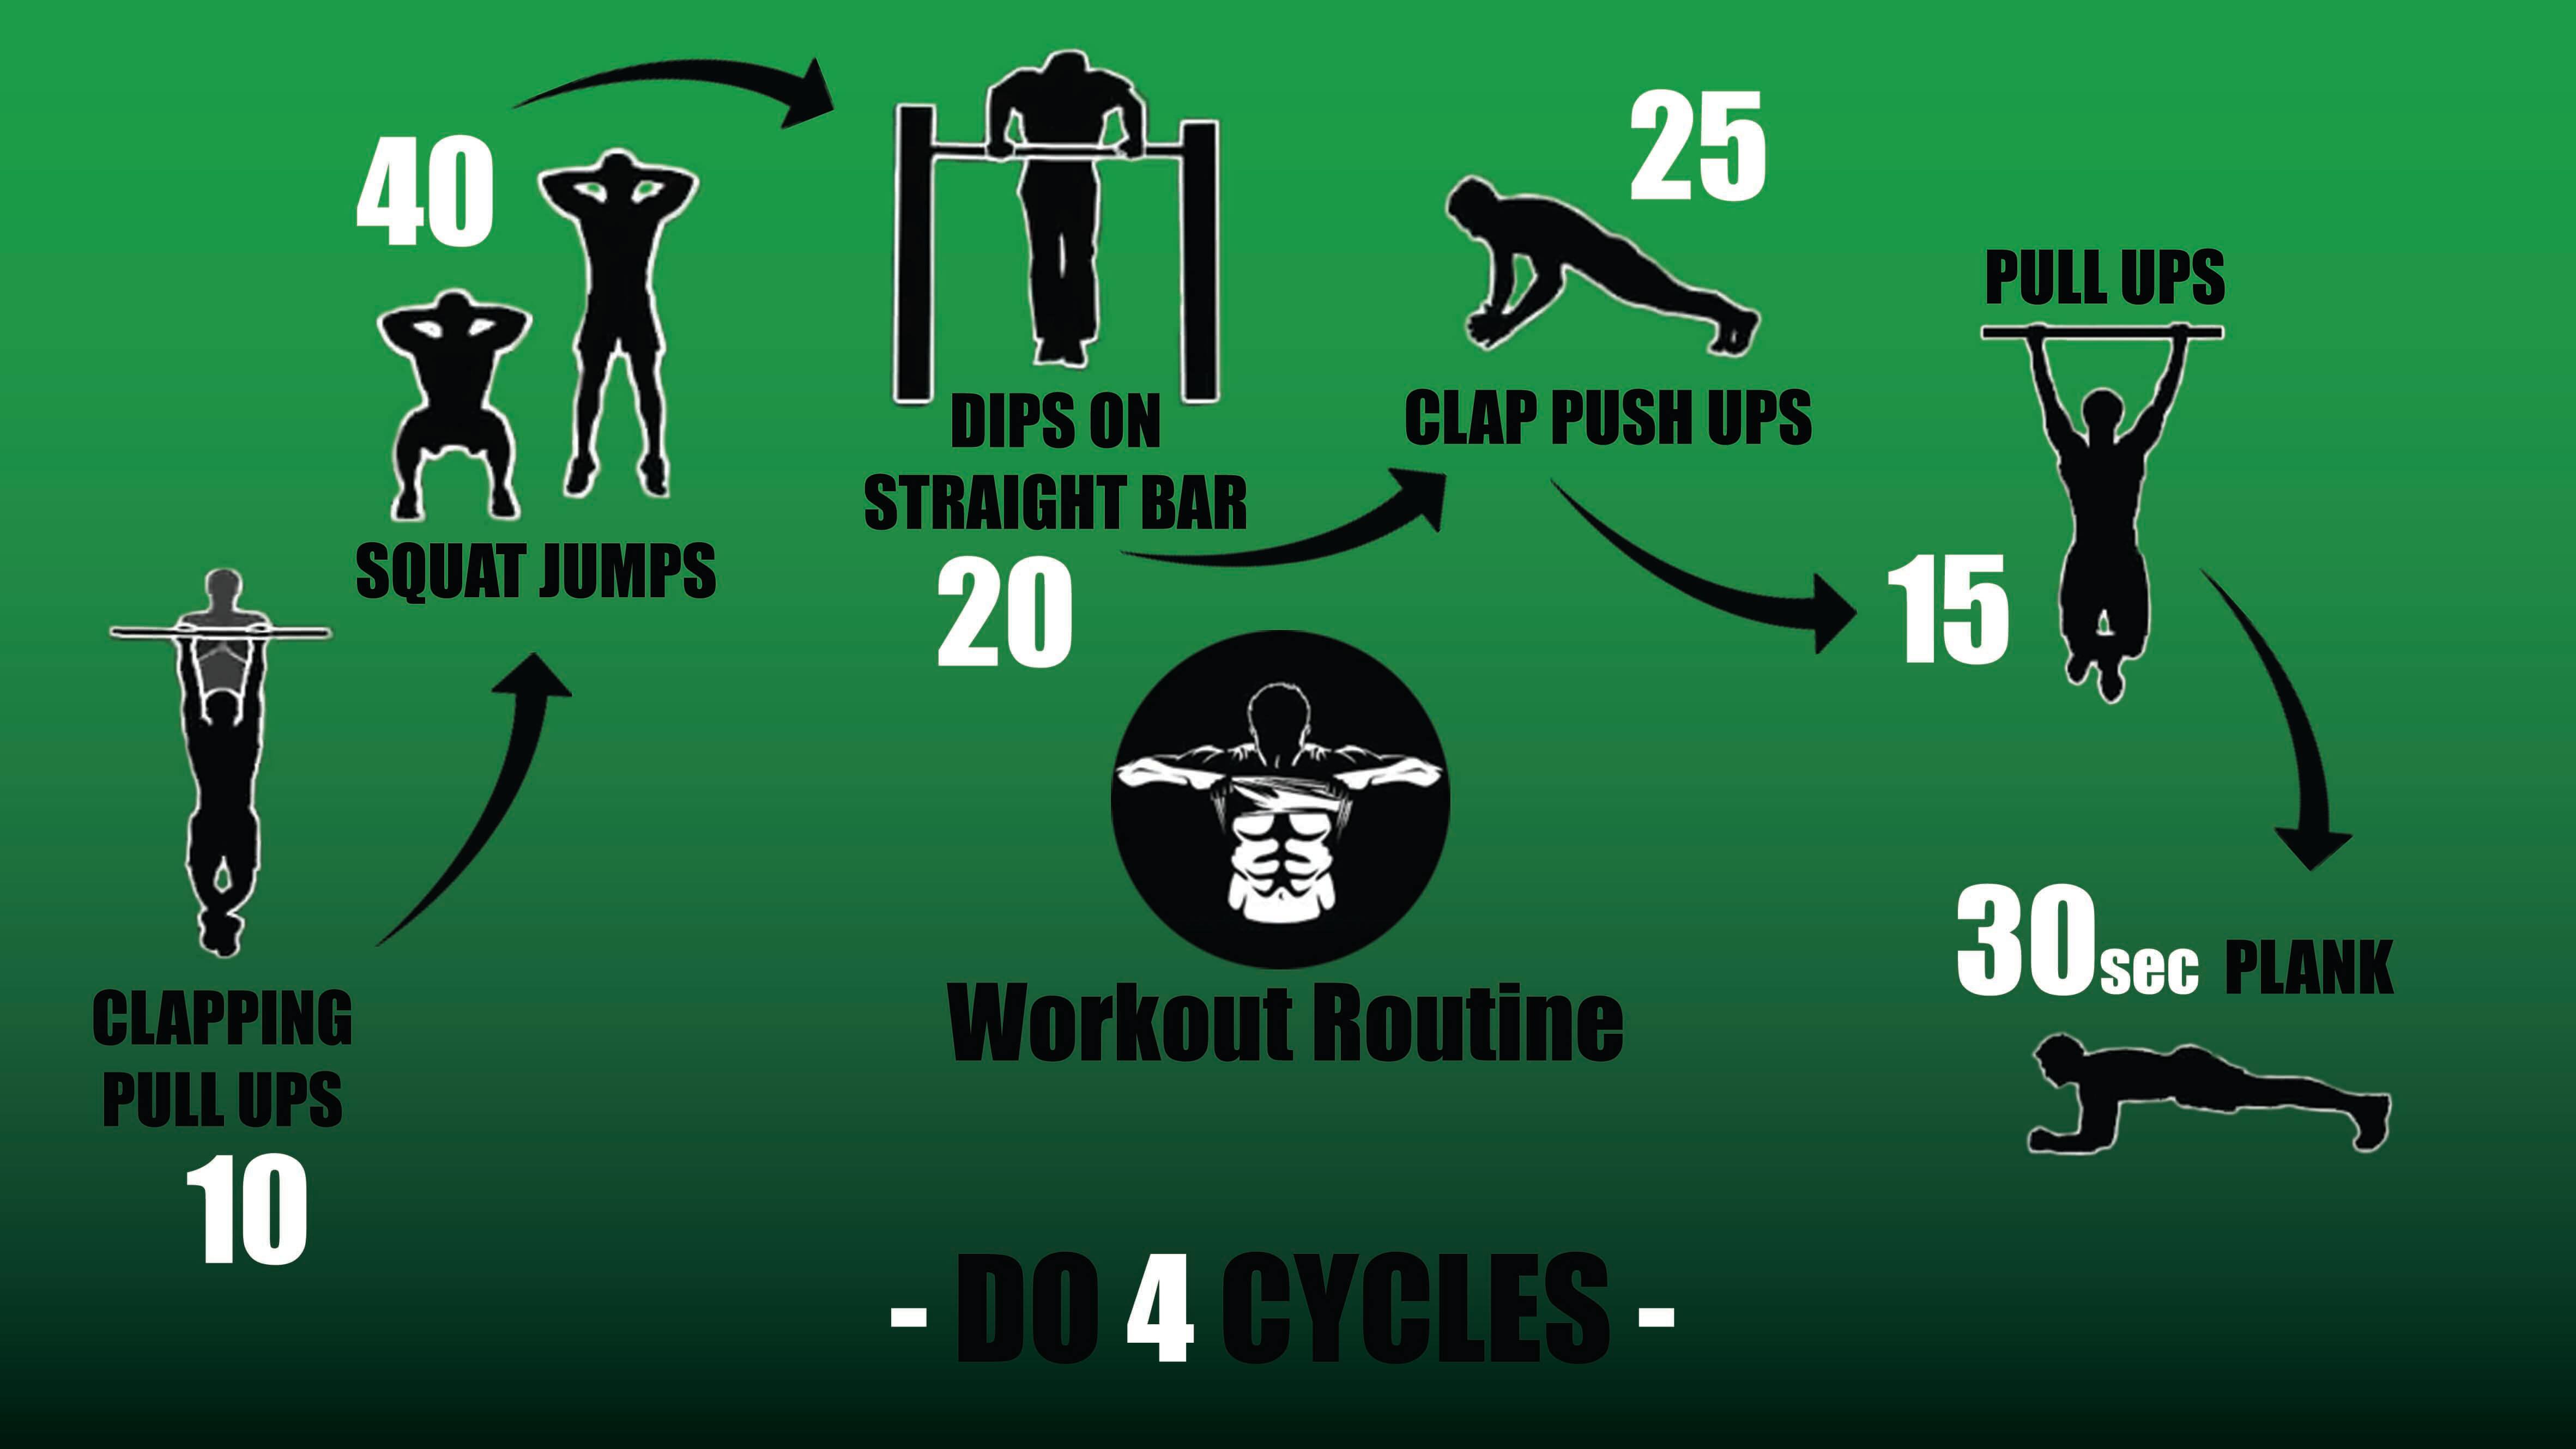 CLAPPING
PULL UPS
10
40
SQUAT JUMPS
DIPS ON
STRAIGHT BAR
20
25
CLAP PUSH UPS
PULL UPS
15
30sec PLANK
Workout Routine
- DO 4 CYCLES -